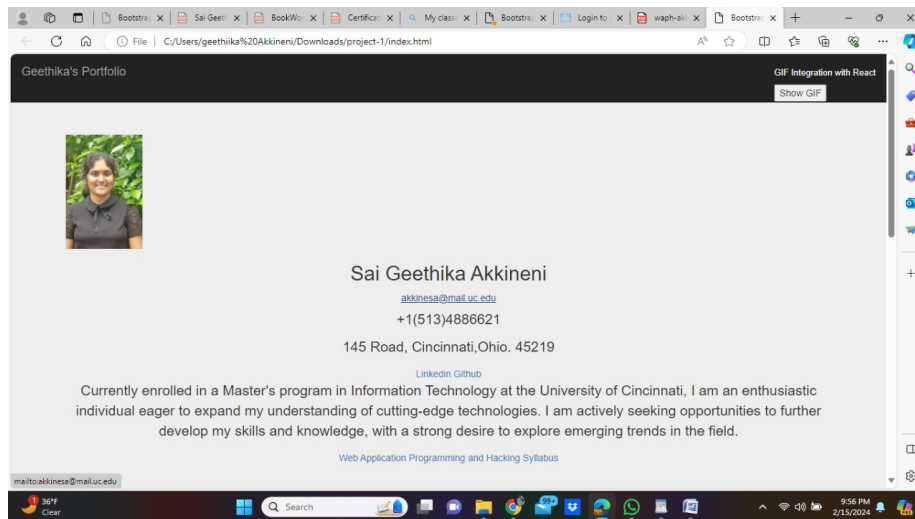 Bootstrap
Sai Geeth
BookWor
Certificat
My classe
Bootstrap
Login to
waph-ak
Bootstrap
File
C:/Users/geethiika%20Akkineni/Downloads/project-1/index.html
Geethika's Portfolio
GIF Integration with React
Show GIF
Sai Geethika Akkineni
akkinesa@mail.uc.edu
+1(513)4886621
145 Road, Cincinnati,Ohio. 45219
Linkedin Github
Currently enrolled in a Master's program in Information Technology at the University of Cincinnati, I am an enthusiastic
individual eager to expand my understanding of cutting-edge technologies. I am actively seeking opportunities to further
develop my skills and knowledge, with a strong desire to explore emerging trends in the field.
Web Application Programming and Hacking Syllabus
mailto:akkinesa@mail.uc.edu
36°F
Clear
Search
99+
9:56 PM
2/15/2024